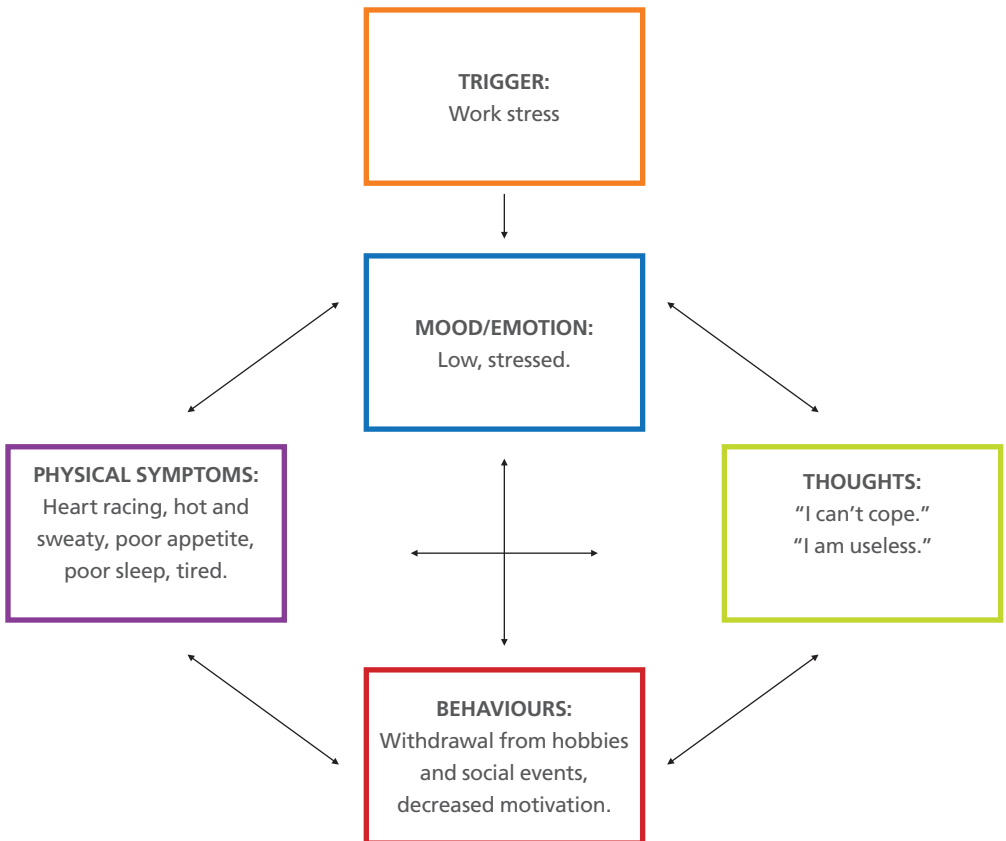 TRIGGER:
Work stress
MOOD/EMOTION:
Low, stressed.
PHYSICAL SYMPTOMS:
Heart racing, hot and
sweaty, poor appetite,
poor sleep, tired.
THOUGHTS:
“I can't cope.”
“I am useless.”
BEHAVIOURS:
Withdrawal from hobbies
and social events,
decreased motivation.